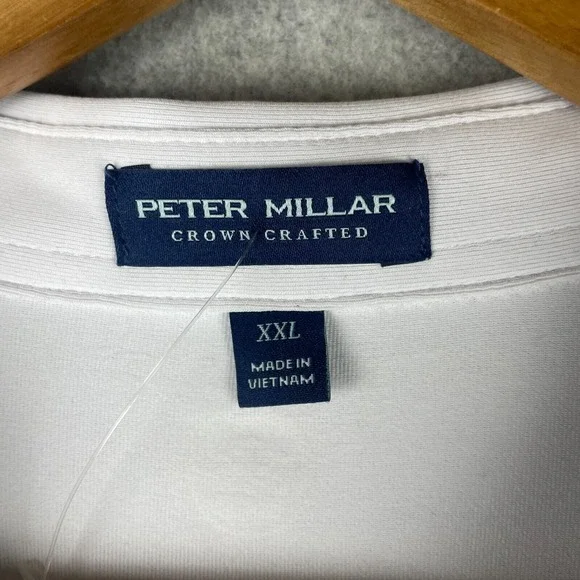 PETER MILLAR
CROWN CRAFTED
XXL
MADE IN
VIETNAM